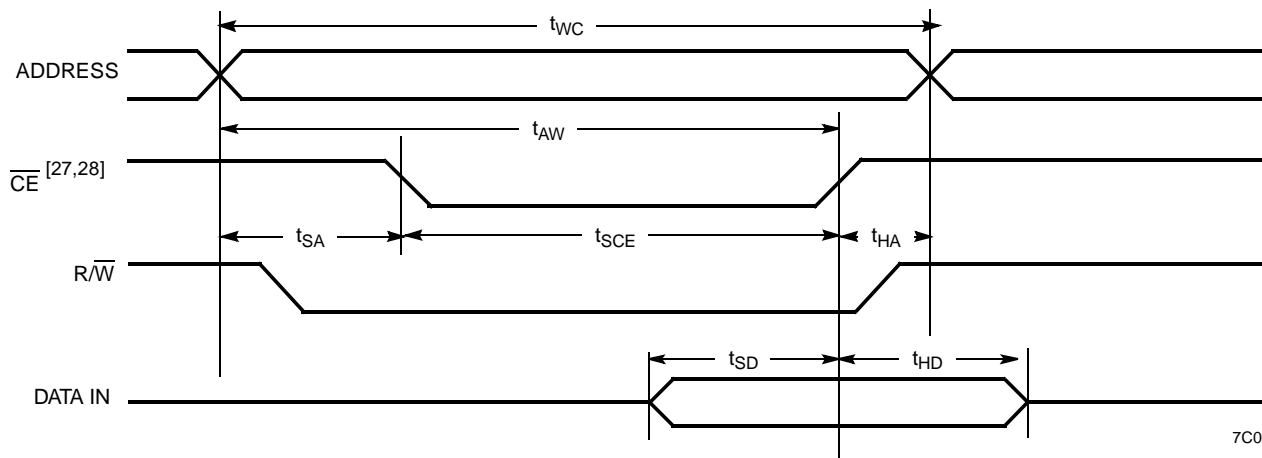 tWC
ADDRESS
tAW
CE [27,28]
tSA
tSCE
tHA
R/W
tSD
tHD
DATA IN
7C0